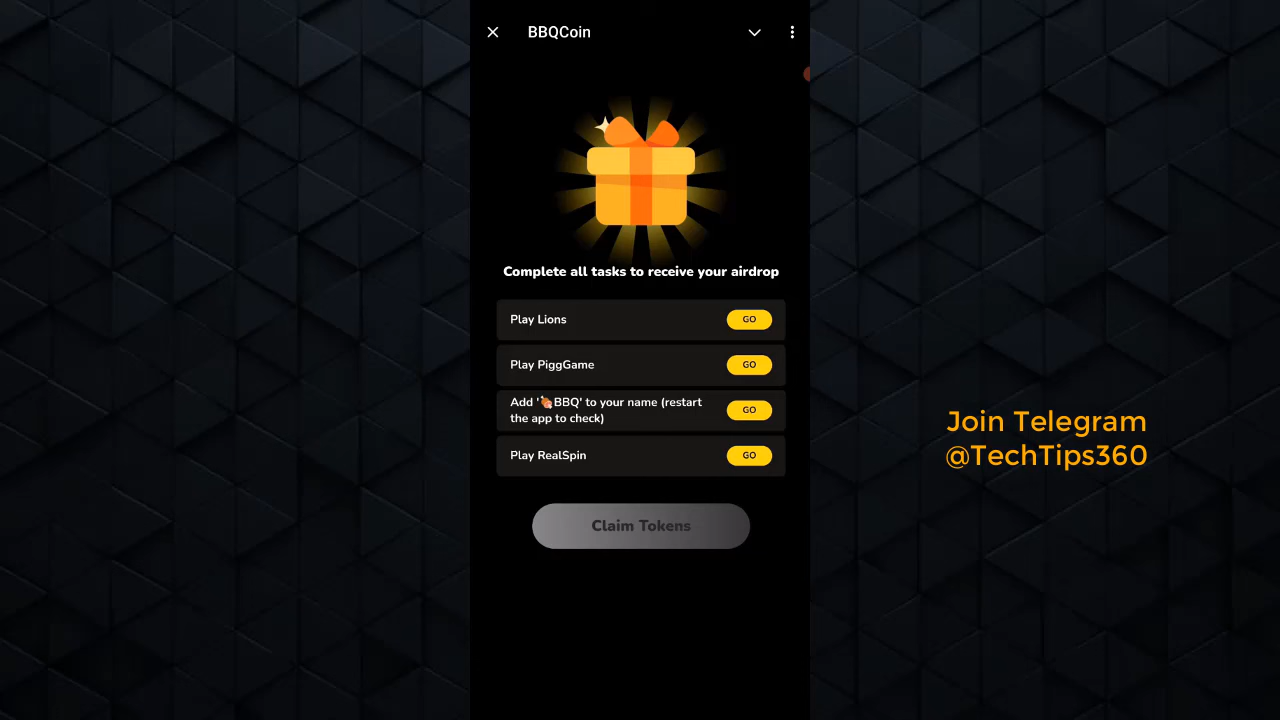 BBQCoin
Complete all tasks to receive your airdrop
Play Lions
GO
Play PiggGame
GO
Add '🍖BBQ' to your name (restart
the app to check)
GO
Play RealSpin
GO
Claim Tokens
Join Telegram
@TechTips360